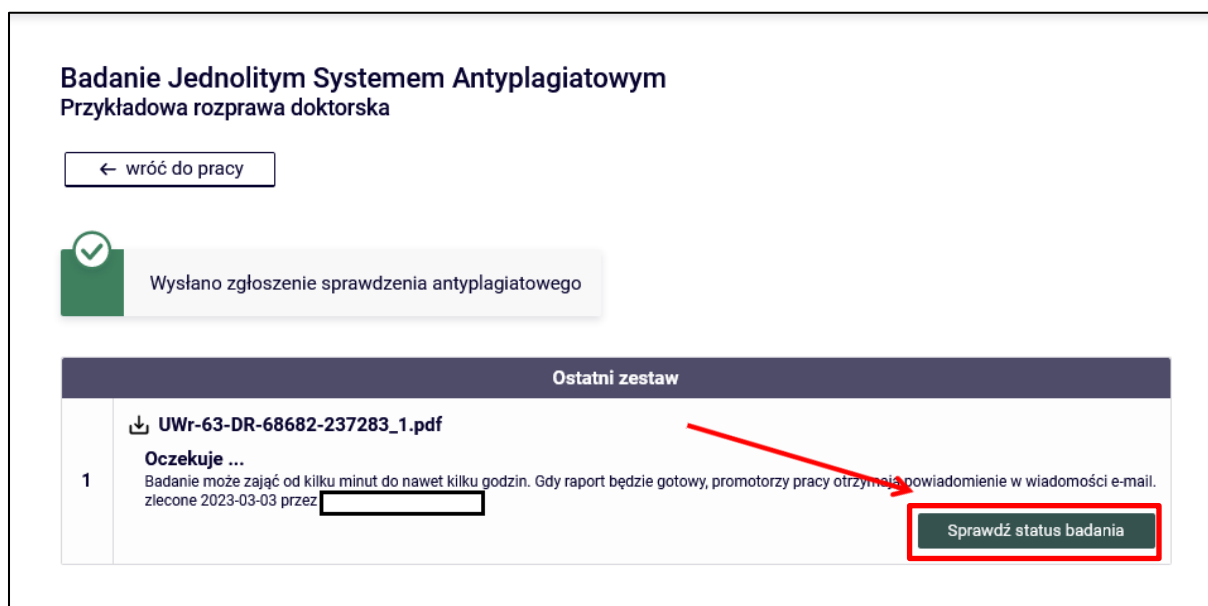 Badanie Jednolitym Systemem Antyplagiatowym
Przykładowa rozprawa doktorska
← wróć do pracy
Wysłano zgłoszenie sprawdzenia antyplagiatowego
Ostatni zestaw
UWr-63-DR-68682-237283_1.pdf
Oczekuje ...
1
Badanie może zająć od kilku minut do nawet kilku godzin. Gdy raport będzie gotowy, promotorzy pracy otrzymają powiadomienie w wiadomości e-mail.
zlecone 2023-03-03 przez
Sprawdź status badania